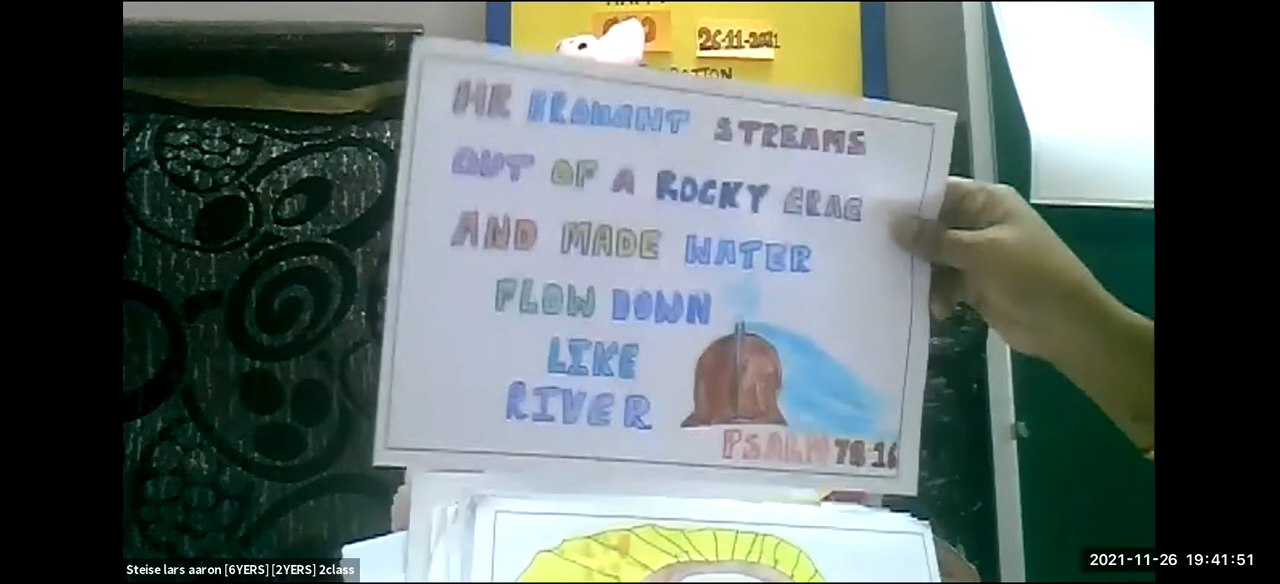 26-11-2021
HE BROUGHT STREAMS
OUT OF A ROCKY CRAG
AND MADE WATER
FLOW DOWN
LIKE
RIVER
PSALM 78:16
Steise lars aaron [6YERS] [2YERS] 2class
2021-11-26 19:41:51